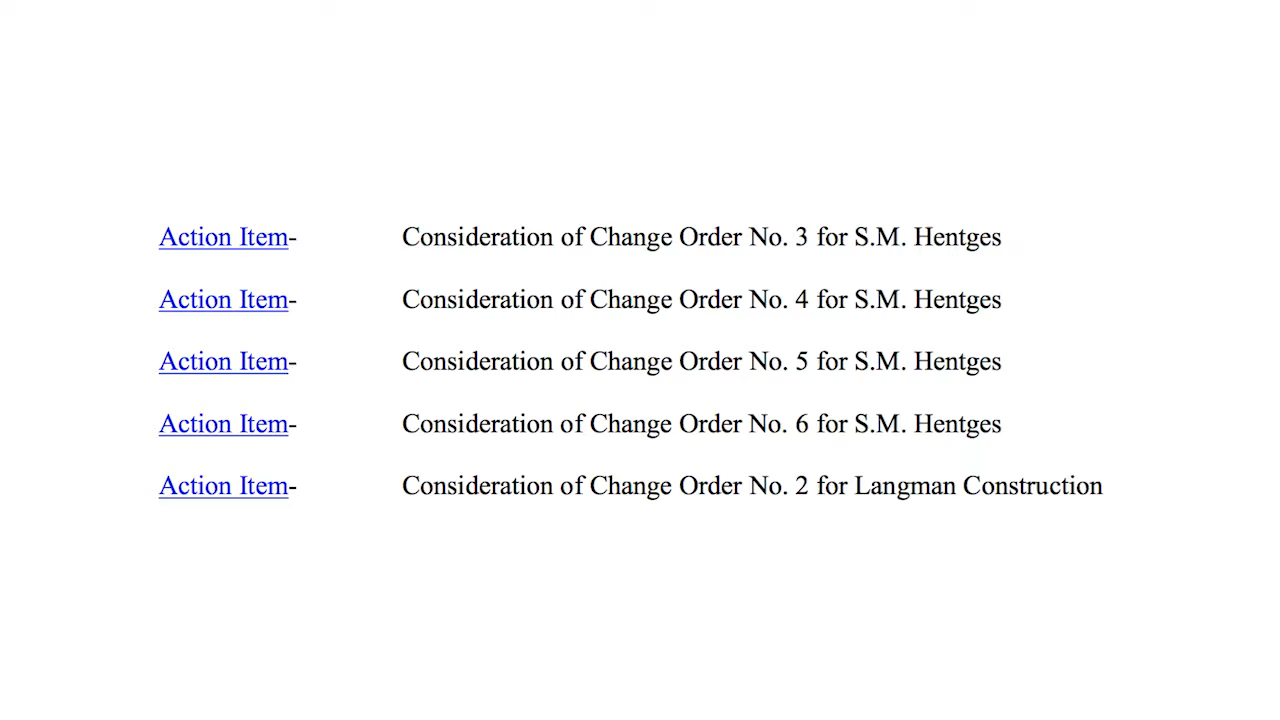 Action Item- Consideration of Change Order No. 3 for S.M. Hentges
Action Item- Consideration of Change Order No. 4 for S.M. Hentges
Action Item- Consideration of Change Order No. 5 for S.M. Hentges
Action Item- Consideration of Change Order No. 6 for S.M. Hentges
Action Item- Consideration of Change Order No. 2 for Langman Construction